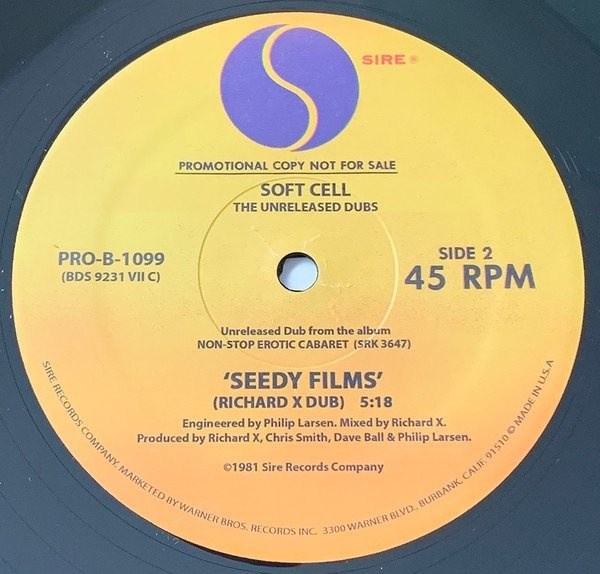 SIRE ®
PROMOTIONAL COPY NOT FOR SALE
SOFT CELL
THE UNRELEASED DUBS
PRO-B-1099
(BDS 9231 VII C)
SIDE 2
45 RPM
Unreleased Dub from the album
NON-STOP EROTIC CABARET (SRK 3647)
'SEEDY FILMS'
(RICHARD X DUB) 5:18
Engineered by Philip Larsen. Mixed by Richard X.
Produced by Richard X, Chris Smith, Dave Ball & Philip Larsen.
©1981 Sire Records Company
SIRE RECORDS COMPANY, MARKETED BY WARNER BROS. RECORDS INC. 3300 WARNER BLVD., BURBANK, CALIF. 91510 © MADE IN U.S.A